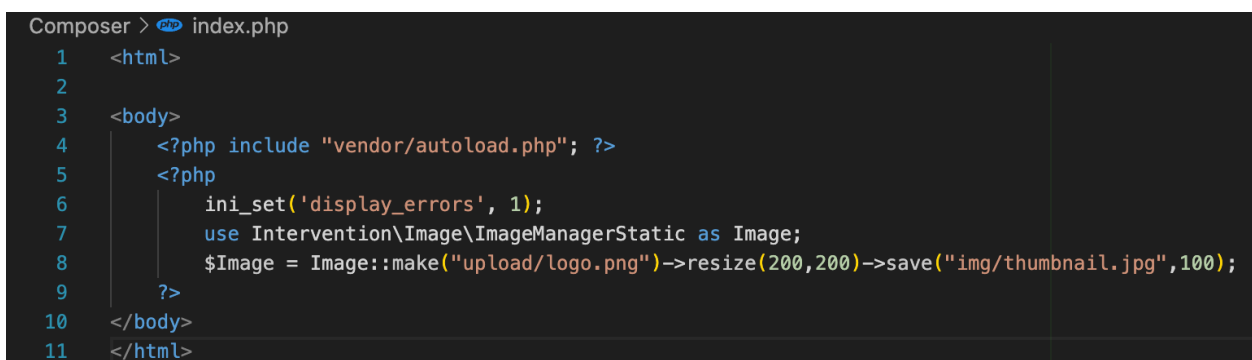 Composer > php index.php
1 <html>
2
3 <body>
4 <?php include "vendor/autoload.php"; ?>
5 <?php
6 ini_set('display_errors', 1);
7 use Intervention\Image\ImageManagerStatic as Image;
8 $Image = Image::make("upload/logo.png")->resize(200,200)->save("img/thumbnail.jpg",100);
9 ?>
10 </body>
11 </html>